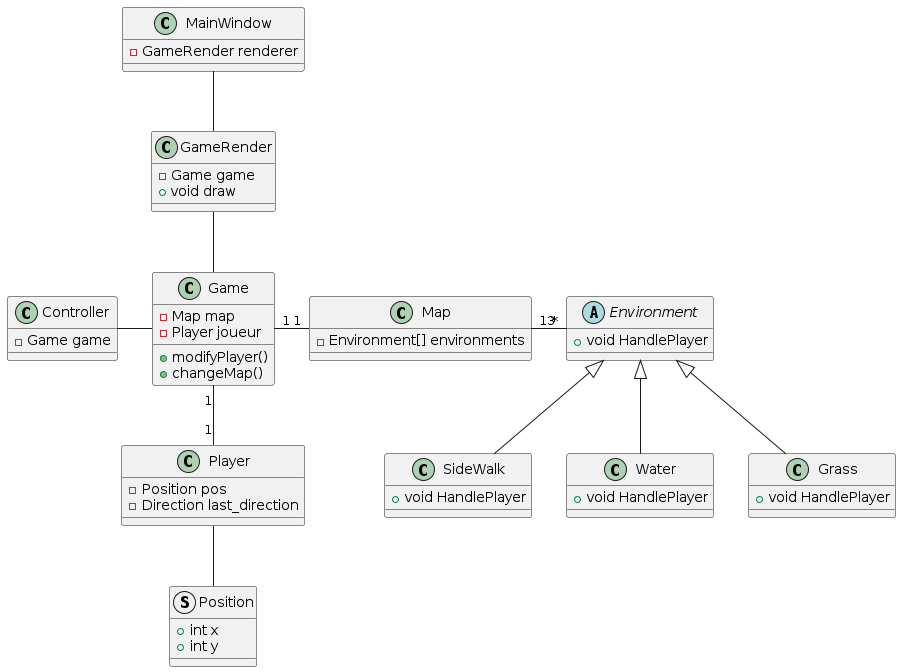 C MainWindow
GameRender renderer
C GameRender
Game game
void draw
C Controller
Game game
C Game
Map map
Player joueur
modifyPlayer()
changeMap()
1 1
C Map
Environment[] environments
A Environment
void HandlePlayer
1
1
C Player
Position pos
Direction last_direction
C SideWalk
void HandlePlayer
C Water
void HandlePlayer
C Grass
void HandlePlayer
S Position
int x
int y